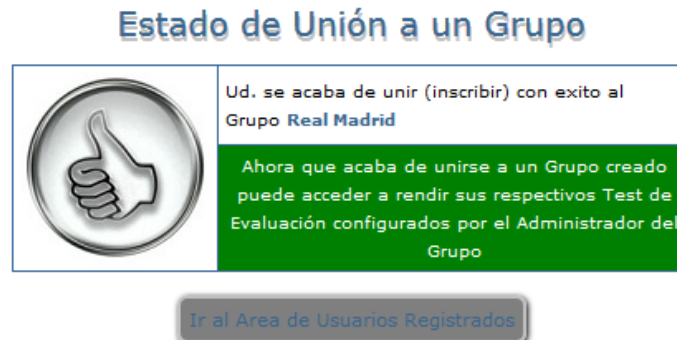 Estado de Unión a un Grupo
Ud. se acaba de unir (inscribir) con exito al
Grupo Real Madrid
Ahora que acaba de unirse a un Grupo creado
puede acceder a rendir sus respectivos Test de
Evaluación configurados por el Administrador del
Grupo
Ir al Area de Usuarios Registrados